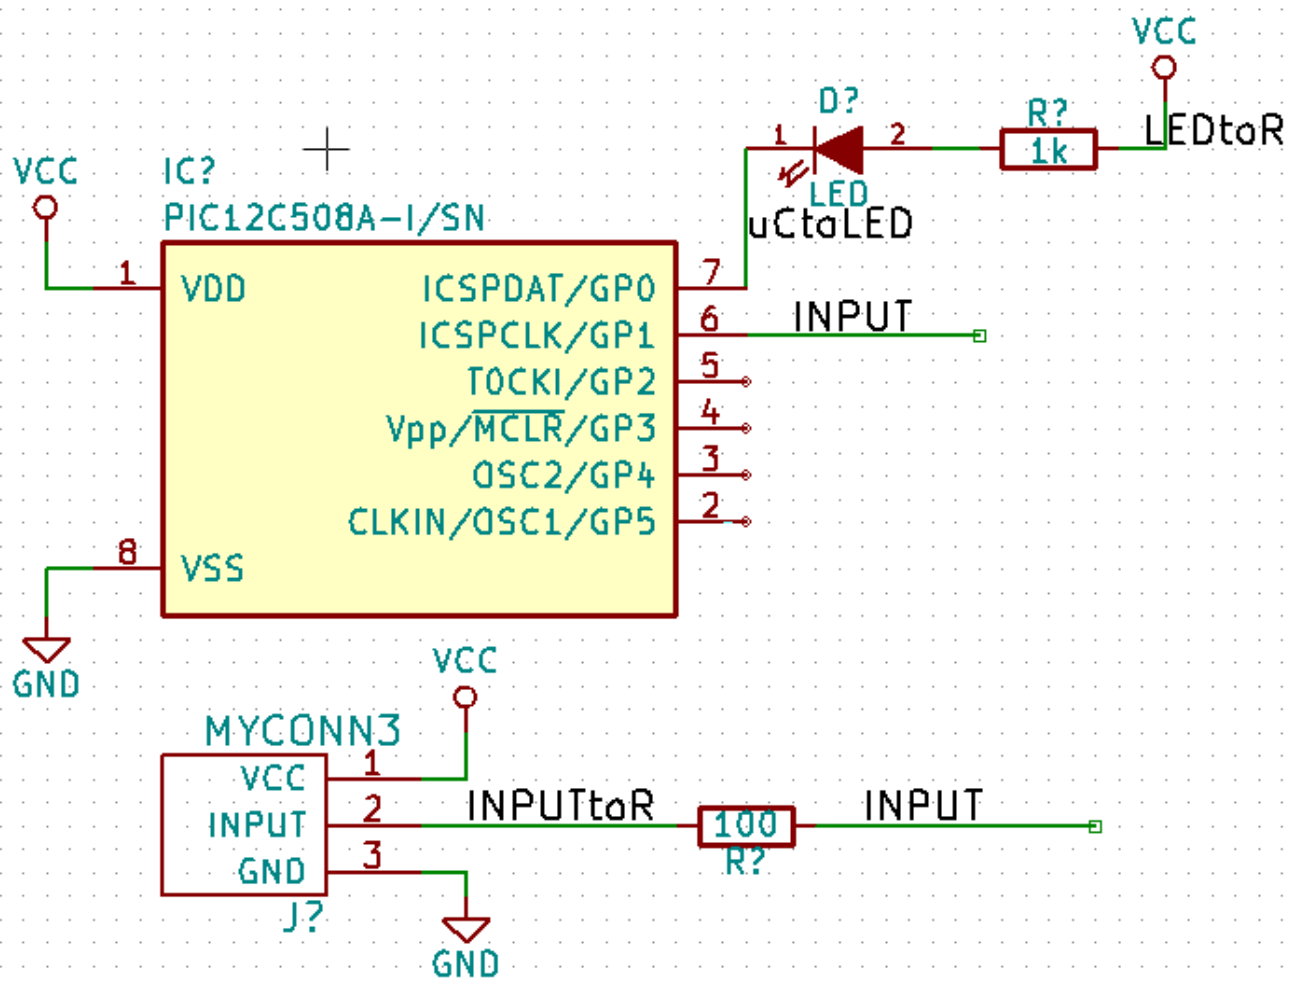 VCC
D?
R?
LEDtoR
1
2
1k
VCC
IC?
LED
PIC12C508A-I/SN
uCtoLED
1
VDD
ICSPDAT/GP0
7
ICSPCLK/GP1
6
INPUT
T0CKI/GP2
5
Vpp/MCLR/GP3
4
OSC2/GP4
3
CLKIN/OSC1/GP5
2
8
VSS
GND
VCC
MYCONN3
VCC
1
INPUT
2
INPUTtoR
100
INPUT
R?
GND
3
J?
GND